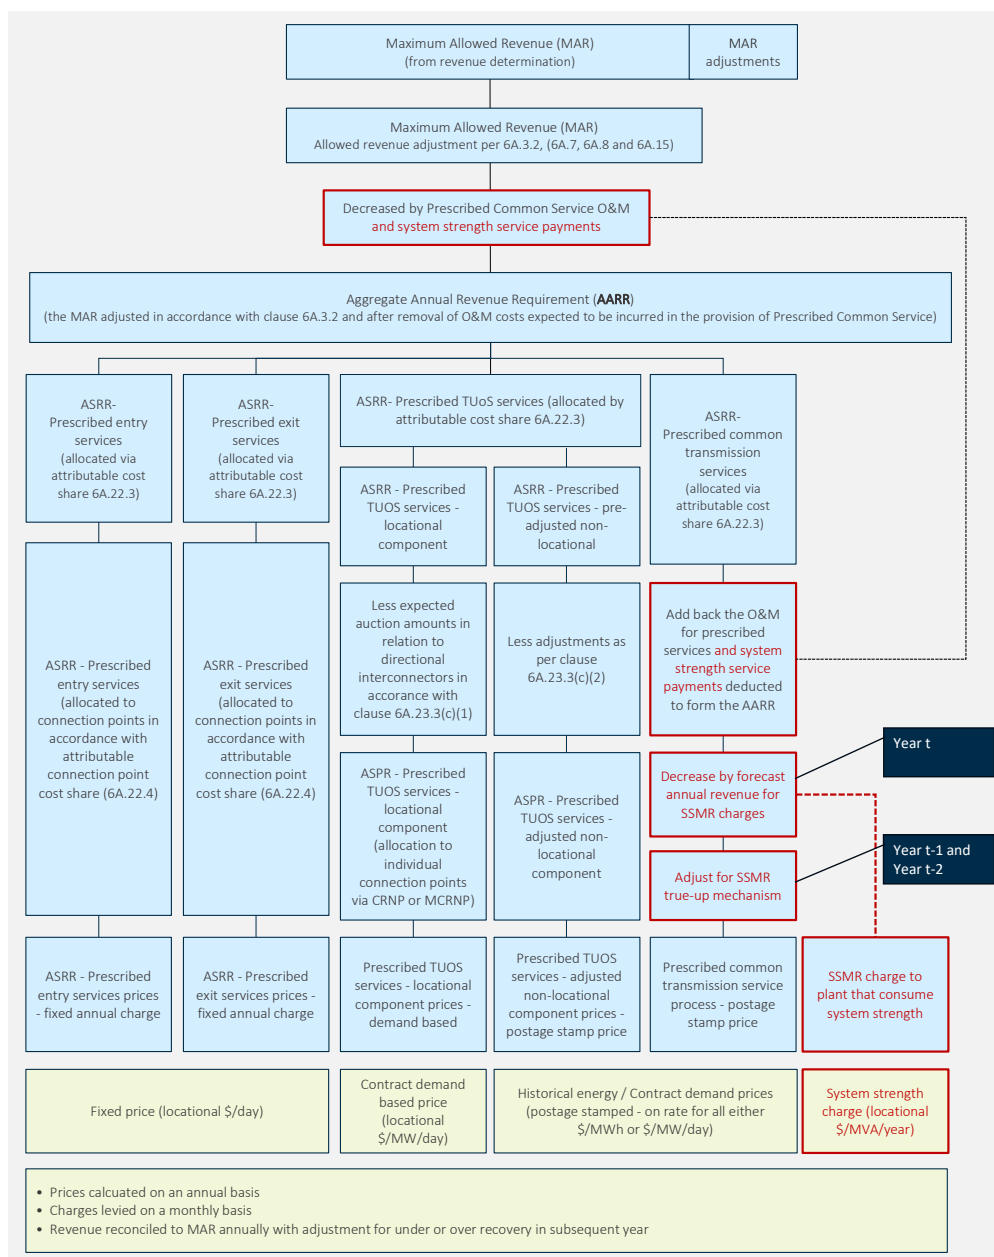 Maximum Allowed Revenue (MAR)
(from revenue determination)
MAR
adjustments
Maximum Allowed Revenue (MAR)
Allowed revenue adjustment per 6A.3.2, (6A.7, 6A.8 and 6A.15)
Decreased by Prescribed Common Service O&M
and system strength service payments
Aggregate Annual Revenue Requirement (AARR)
(the MAR adjusted in accordance with clause 6A.3.2 and after removal of O&M costs expected to be incurred in the provision of Prescribed Common Service)
ASRR-
Prescribed entry
services
(allocated via
attributable cost
share 6A.22.3)
ASRR-
Prescribed exit
services
(allocated via
attributable cost
share 6A.22.3)
ASRR- Prescribed TUoS services (allocated by
attributable cost share 6A.22.3)
ASRR-
Prescribed common
transmission
services
(allocated via
attributable cost
share 6A.22.3)
ASRR - Prescribed
TUOS services -
locational
component
ASRR - Prescribed
TUOS services - pre-
adjusted non-
locational
ASRR - Prescribed
entry services
(allocated to
connection points in
accordance with
attributable
connection point
cost share (6A.22.4)
ASRR - Prescribed
exit services
(allocated to
connection points in
accordance with
attributable
connection point
cost share (6A.22.4)
Less expected
auction amounts in
relation to
directional
interconnectors
in accorance with
clause 6A.23.3(c)(1)
Less adjustments as
per clause
6A.23.3(c)(2)
Add back the O&M
for prescribed
services and system
strength service
payments deducted
to form the AARR
Year t
ASPR - Prescribed
TUOS services -
locational
component
(allocation to
individual
connection points
via CRNP or MCRNP)
ASPR - Prescribed
TUOS services -
adjusted non-
locational
component
Decrease by forecast
annual revenue for
SSMR charges
Year t-1 and
Year t-2
Adjust for SSMR
true-up mechanism
ASRR - Prescribed
entry services prices
- fixed annual charge
ASRR - Prescribed
exit services prices -
fixed annual charge
Prescribed TUOS
services - locational
component prices -
demand based
Prescribed TUOS
services - adjusted
non-locational
component prices -
postage stamp price
Prescribed common
transmission service
process - postage
stamp price
SSMR charge to
plant that consume
system strength
Fixed price (locational $/day)
Contract demand
based price
(locational
$/MW/day)
Historical energy / Contract demand prices
(postage stamped - on rate for all either
$/MWh or $/MW/day)
System strength
charge (locational
$/MVA/year)
• Prices calcuated on an annual basis
• Charges levied on a monthly basis
• Revenue reconciled to MAR annually with adjustment for under or over recovery in subsequent year